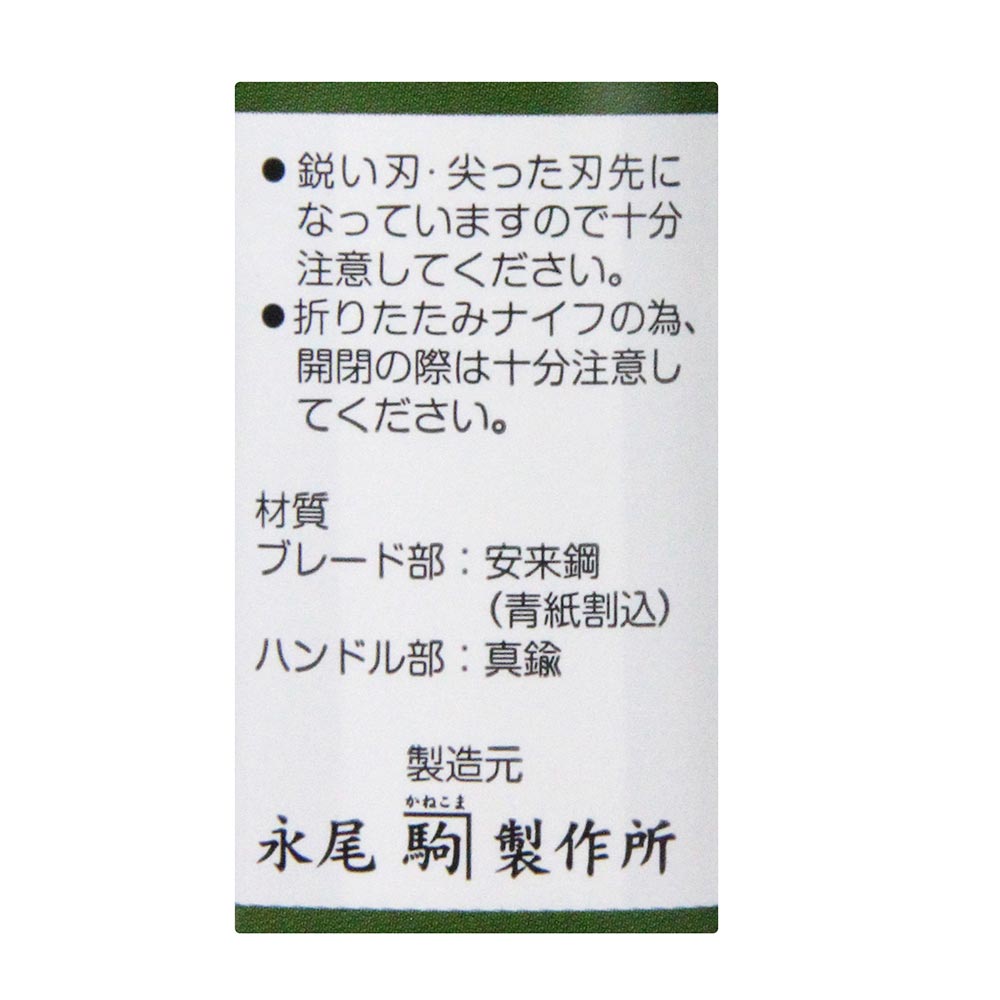 ●鋭い刃・尖った刃先に
なっていますので十分
注意してください。
●折りたたみナイフの為、
開閉の際は十分注意し
てください。
材質
ブレード部：安来鋼
（青紙割込）
ハンドル部：真鍮
製造元
かねこま
永尾駒製作所